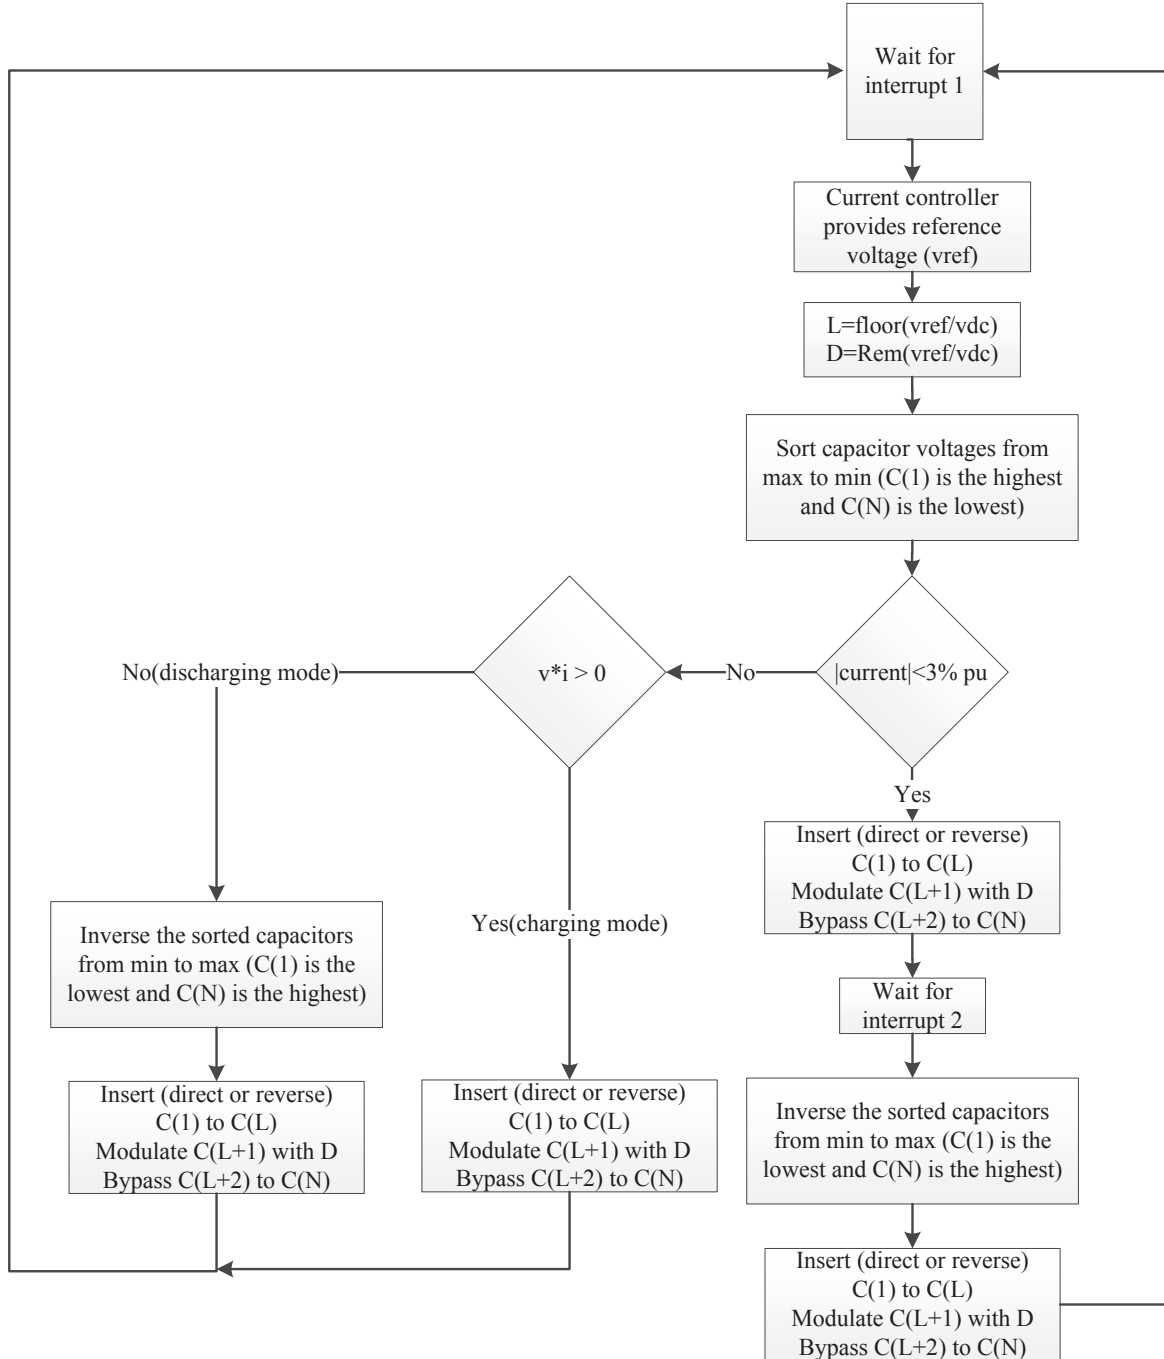 Wait for
interrupt 1
Current controller
provides reference
voltage (vref)
L=floor(vref/vdc)
D=Rem(vref/vdc)
Sort capacitor voltages from
max to min (C(1) is the highest
and C(N) is the lowest)
|current|<3% pu
No
v*i > 0
No(discharging mode)
Yes
Insert (direct or reverse)
C(1) to C(L)
Modulate C(L+1) with D
Bypass C(L+2) to C(N)
Yes(charging mode)
Inverse the sorted capacitors
from min to max (C(1) is the
lowest and C(N) is the highest)
Wait for
interrupt 2
Insert (direct or reverse)
C(1) to C(L)
Modulate C(L+1) with D
Bypass C(L+2) to C(N)
Insert (direct or reverse)
C(1) to C(L)
Modulate C(L+1) with D
Bypass C(L+2) to C(N)
Inverse the sorted capacitors
from min to max (C(1) is the
lowest and C(N) is the highest)
Insert (direct or reverse)
C(1) to C(L)
Modulate C(L+1) with D
Bypass C(L+2) to C(N)